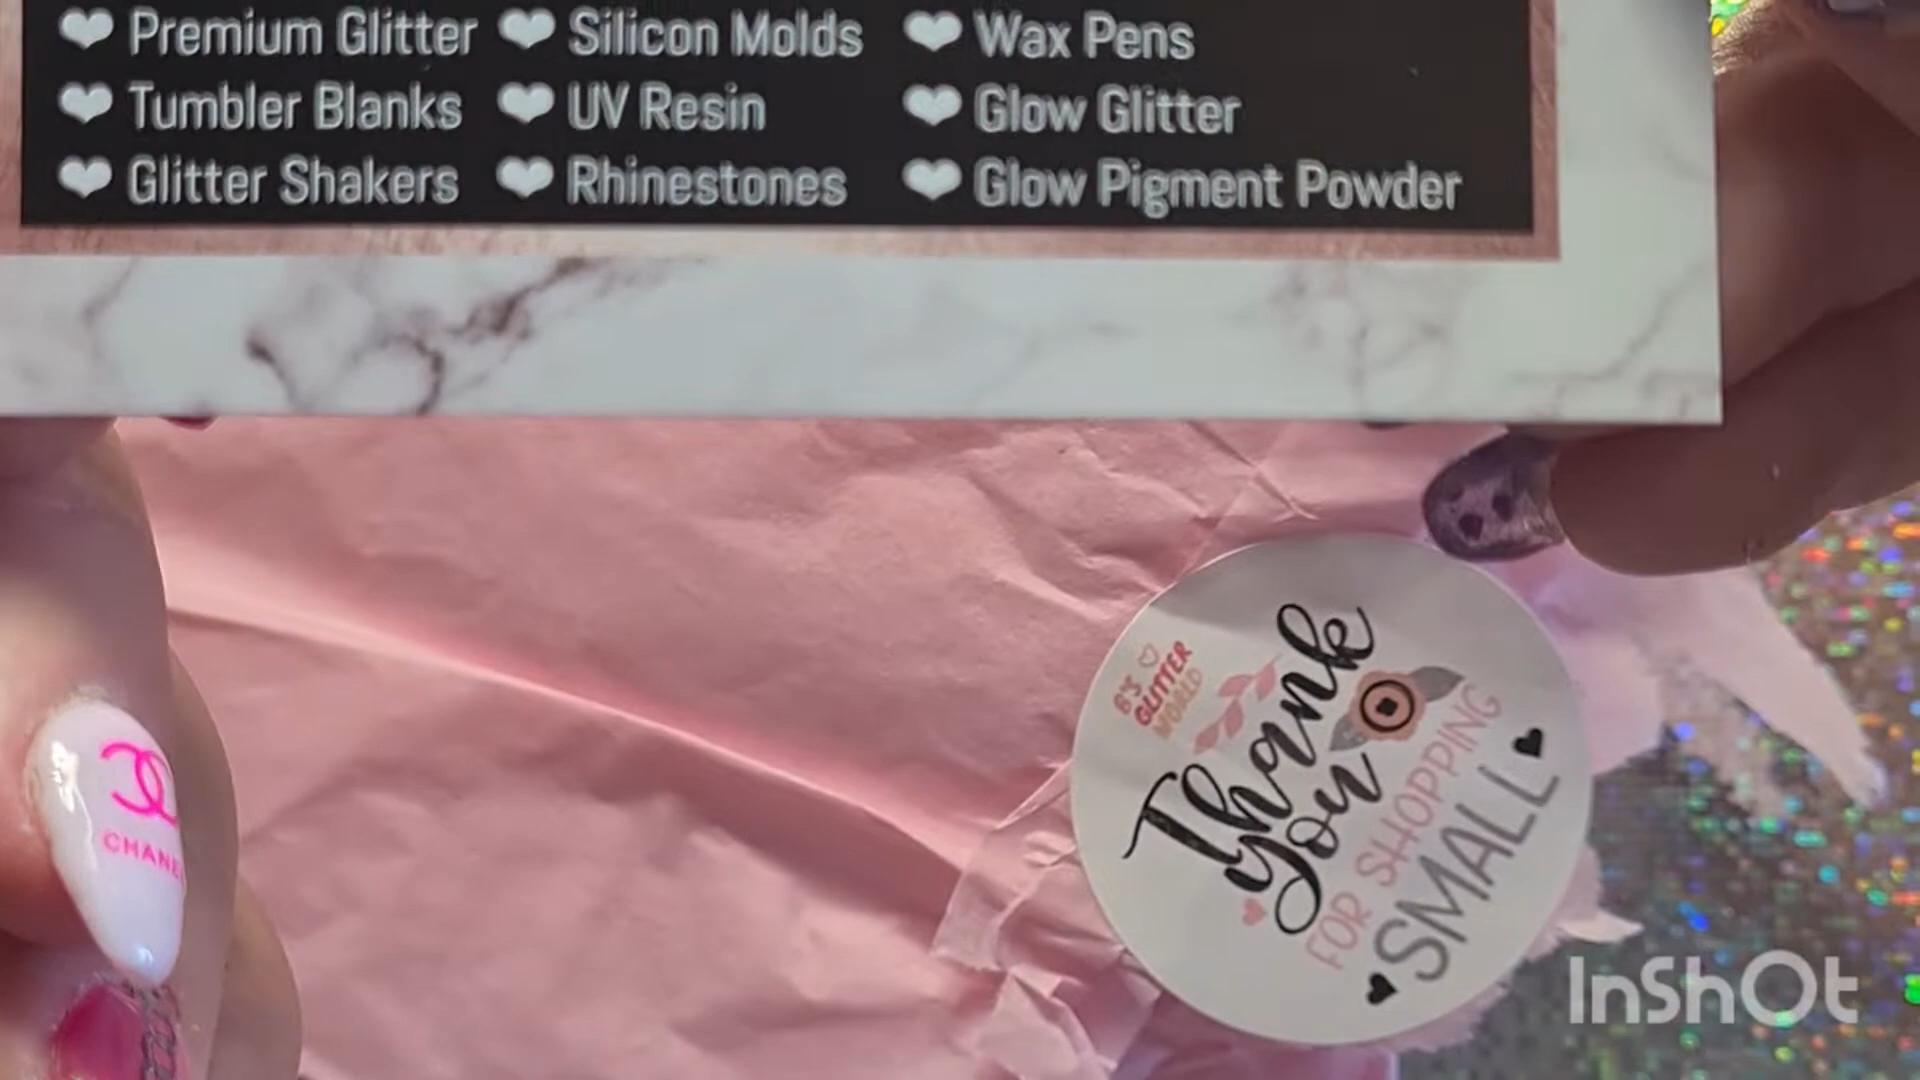 Premium Glitter
Silicon Molds
Wax Pens
Tumbler Blanks
UV Resin
Glow Glitter
Glitter Shakers
Rhinestones
Glow Pigment Powder
B'S
GLITTER
WORLD
Thank
you
FOR SHOPPING
SMALL
CHANEL
InShOt